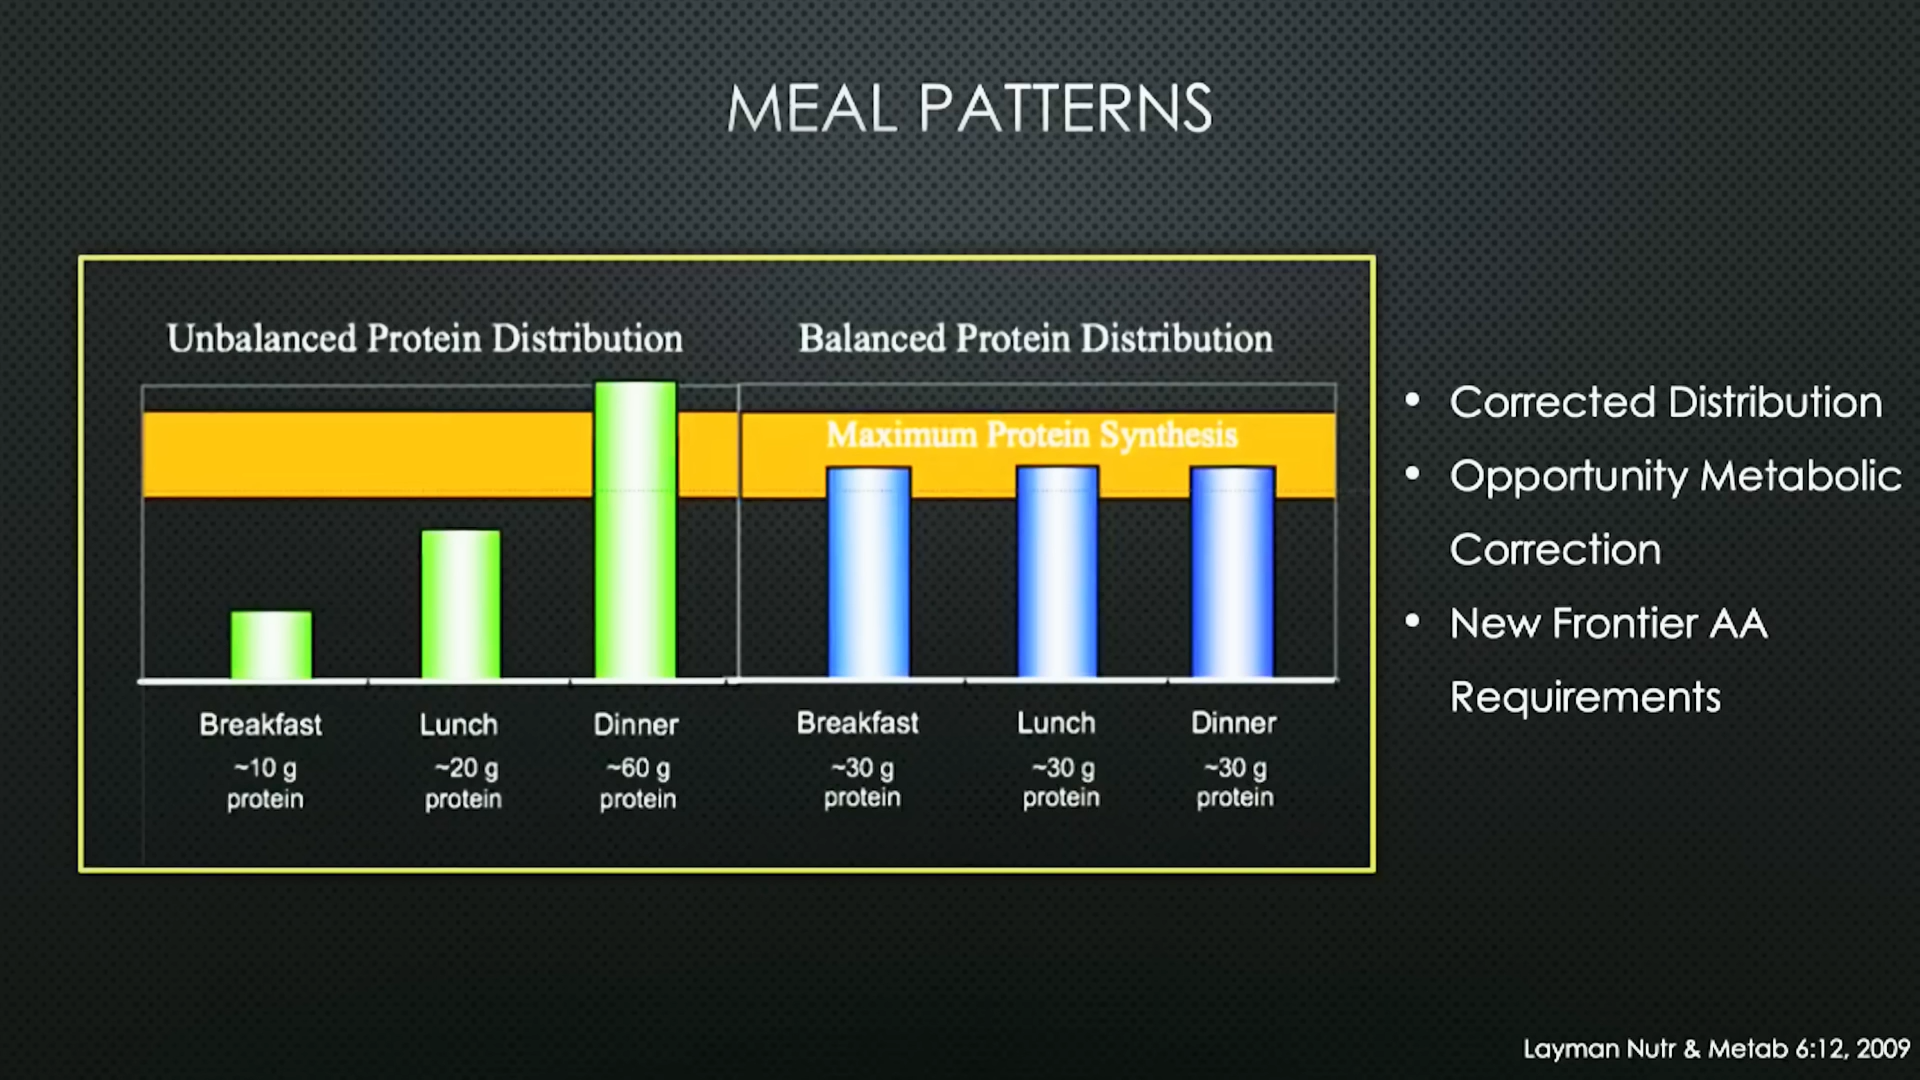 MEAL PATTERNS
Unbalanced Protein Distribution
Balanced Protein Distribution
Maximum Protein Synthesis
Breakfast
~10 g
protein
Lunch
~20 g
protein
Dinner
~60 g
protein
Breakfast
~30 g
protein
Lunch
~30 g
protein
Dinner
~30 g
protein
• Corrected Distribution
• Opportunity Metabolic
Correction
• New Frontier AA
Requirements
Layman Nutr & Metab 6:12, 2009